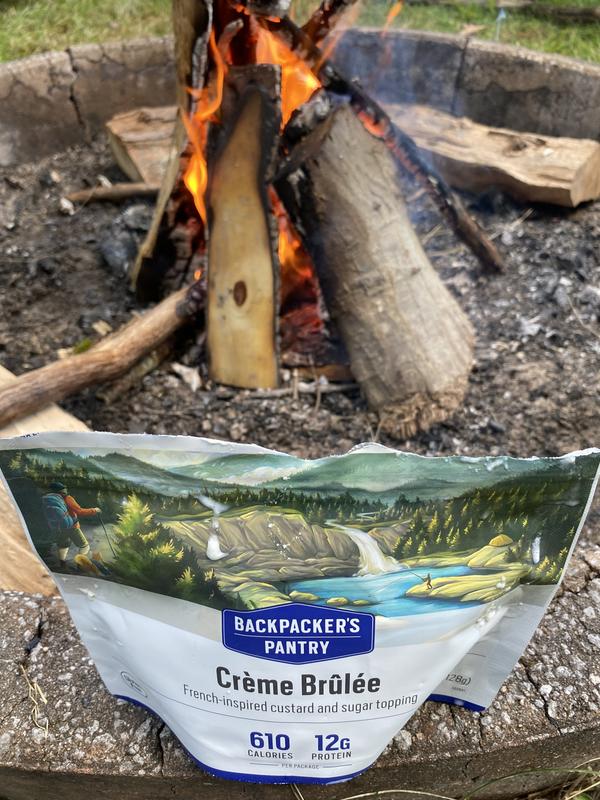 BACKPACKER'S
PANTRY
Crème Brûlée
French-inspired custard and sugar topping
610 12G
CALORIES PROTEIN
PER PACKAGE